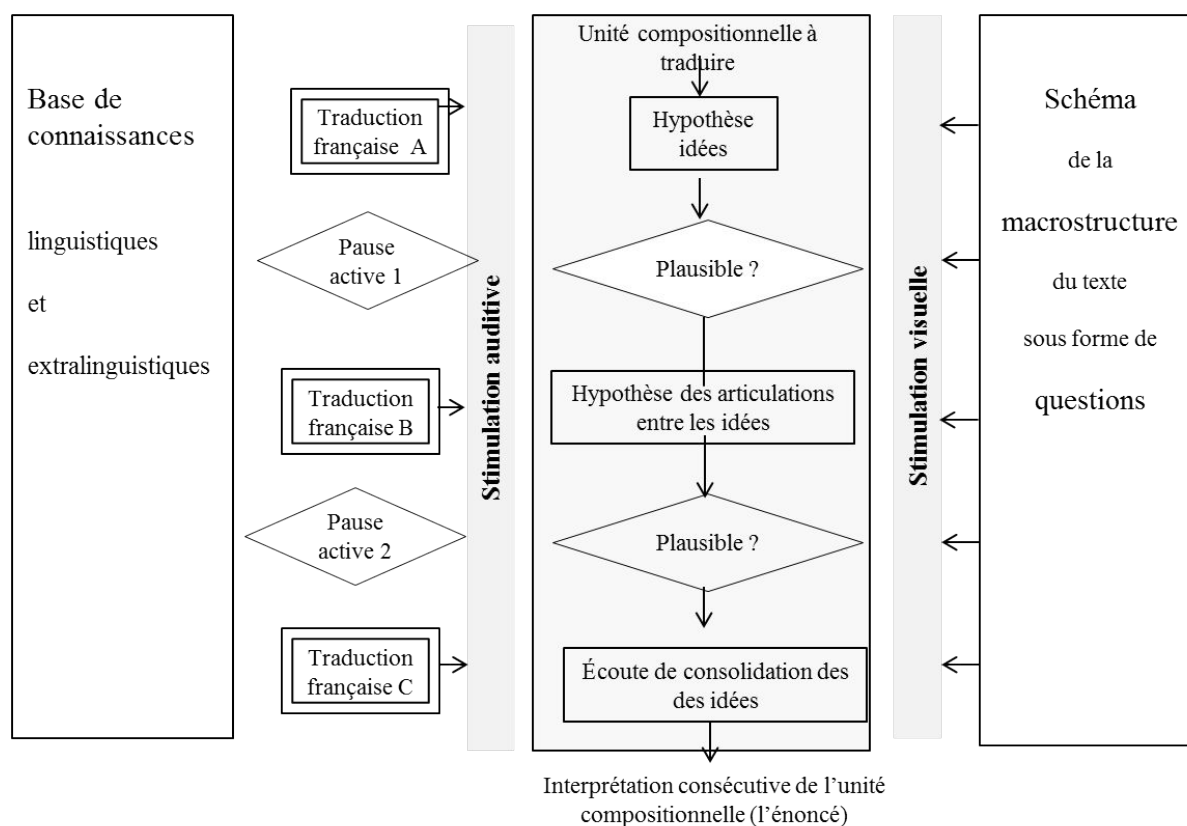 Base de
connaissances
linguistiques
et
extralinguistiques
Traduction
française A
Pause
active 1
Traduction
française B
Pause
active 2
Traduction
française C
Stimulation auditive
Unité compositionnelle à
traduire
Hypothèse
idées
Plausible ?
Hypothèse des articulations
entre les idées
Plausible ?
Écoute de consolidation des
des idées
Interprétation consécutive de l’unité
compositionnelle (l’énoncé)
Stimulation visuelle
Schéma
de la
macrostructure
du texte
sous forme de
questions